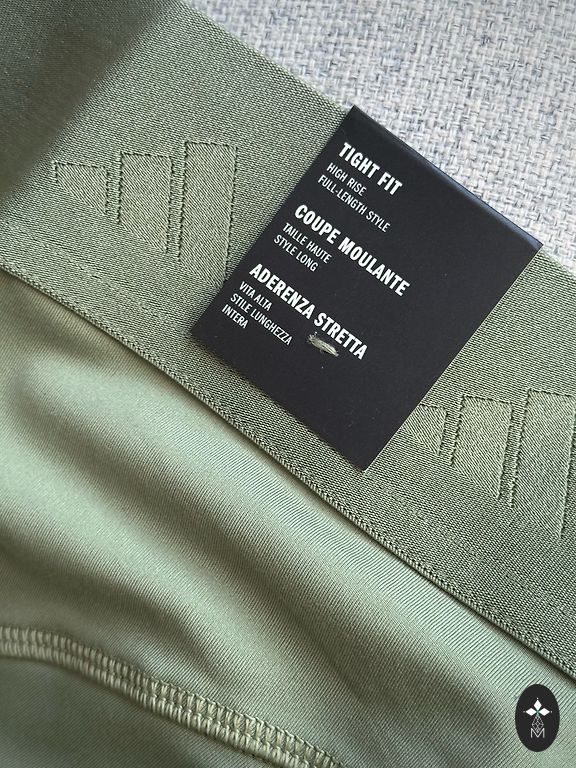 TIGHT FIT
HIGH RISE
FULL-LENGTH STYLE
COUPE MOULANTE
TAILLE HAUTE
STYLE LONG
ADERENZA STRETTA
VITA ALTA
STILE LUNGHEZZA
INTERA
M